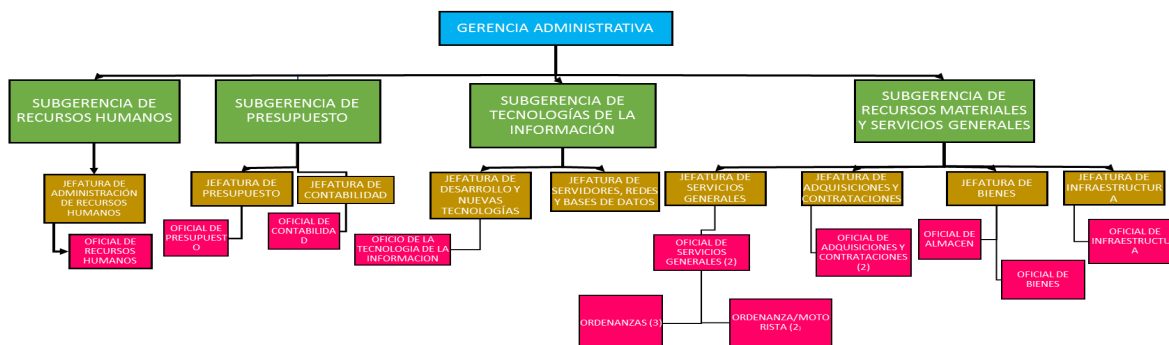 GERENCIA ADMINISTRATIVA
SUBGERENCIA DE
RECURSOS HUMANOS
SUBGERENCIA DE
PRESUPUESTO
SUBGERENCIA DE
TECNOLOGÍAS DE LA
INFORMACIÓN
SUBGERENCIA DE
RECURSOS MATERIALES
Y SERVICIOS GENERALES
JEFATURA DE
ADMINISTRACIÓN
DE RECURSOS
HUMANOS
JEFATURA DE
PRESUPUESTO
JEFATURA DE
CONTABILIDAD
JEFATURA DE
DESARROLLO Y
NUEVAS
TECNOLOGÍAS
JEFATURA DE
SERVIDORES, REDES
Y BASES DE DATOS
JEFATURA DE
SERVICIOS
GENERALES
JEFATURA DE
ADQUISICIONES Y
CONTRATACIONES
JEFATURA DE
BIENES
JEFATURA DE
INFRAESTRUCTUR
A
OFICIAL DE
RECURSOS
HUMANOS
OFICIAL DE
PRESUPUEST
O
OFICIAL DE
CONTABILIDA
D
OFICIO DE LA
TECNOLOGIA DE LA
INFORMACION
OFICIAL DE
SERVICIOS
GENERALES (2)
OFICIAL DE
ADQUISICIONES Y
CONTRATACIONES
(2)
OFICIAL DE
ALMACEN
OFICIAL DE
BIENES
OFICIAL DE
INFRAESTRUCTUR
A
ORDENANZAS (3)
ORDENANZA/MOTO
RISTA (2)